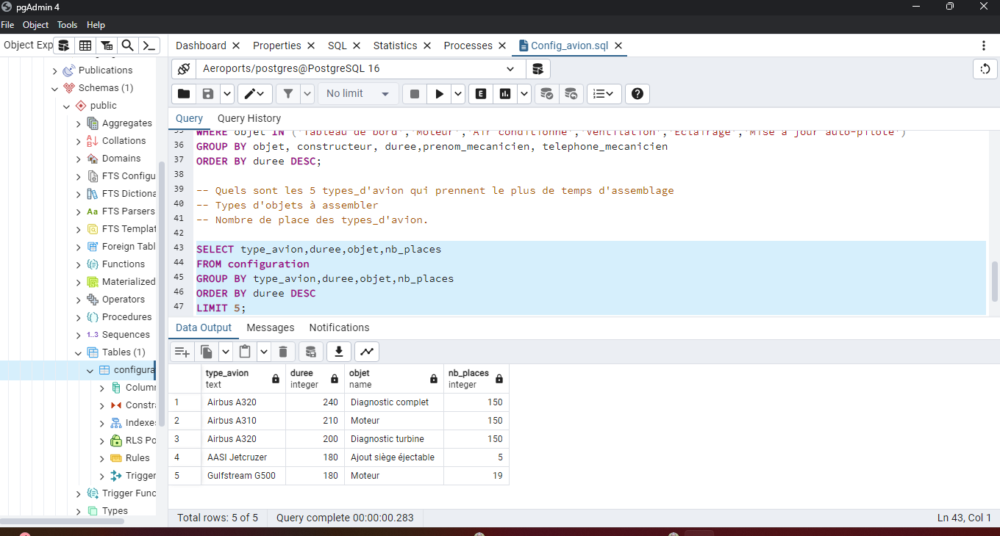 pgAdmin 4
File Object Tools Help
Object Exp
Dashboard Properties SQL Statistics Processes Config_avion.sql
Publications
Schemas (1)
public
Aggregates
Collations
Domains
FTS Configu
FTS Dictiona
FTS Parsers
FTS Templat
Foreign Tabl
Functions
Materialized
Operators
Procedures
1..3 Sequences
Tables (1)
configura
Column
Constra
Indexes
RLS Po
Rules
Trigger
Trigger Func
Types
Aeroports/postgres@PostgreSQL 16
No limit
Query Query History
35 WHERE objet IN ('Tableau de bord','Moteur','Air conditionné','Ventilation','Eclairage','Mise à jour auto-pilote')
36 GROUP BY objet, constructeur, duree,prenom_mecanicien, telephone_mecanicien
37 ORDER BY duree DESC;
38
39 -- Quels sont les 5 types_d'avion qui prennent le plus de temps d'assemblage
40 -- Types d'objets à assembler
41 -- Nombre de place des types_d'avion.
42
43 SELECT type_avion,duree,objet,nb_places
44 FROM configuration
45 GROUP BY type_avion,duree,objet,nb_places
46 ORDER BY duree DESC
47 LIMIT 5;
Data Output Messages Notifications
type_avion duree objet nb_places
text integer name integer
1 Airbus A320 240 Diagnostic complet 150
2 Airbus A310 210 Moteur 150
3 Airbus A320 200 Diagnostic turbine 150
4 AASI Jetcruzer 180 Ajout siège éjectable 5
5 Gulfstream G500 180 Moteur 19
Total rows: 5 of 5 Query complete 00:00:00.283 Ln 43, Col 1